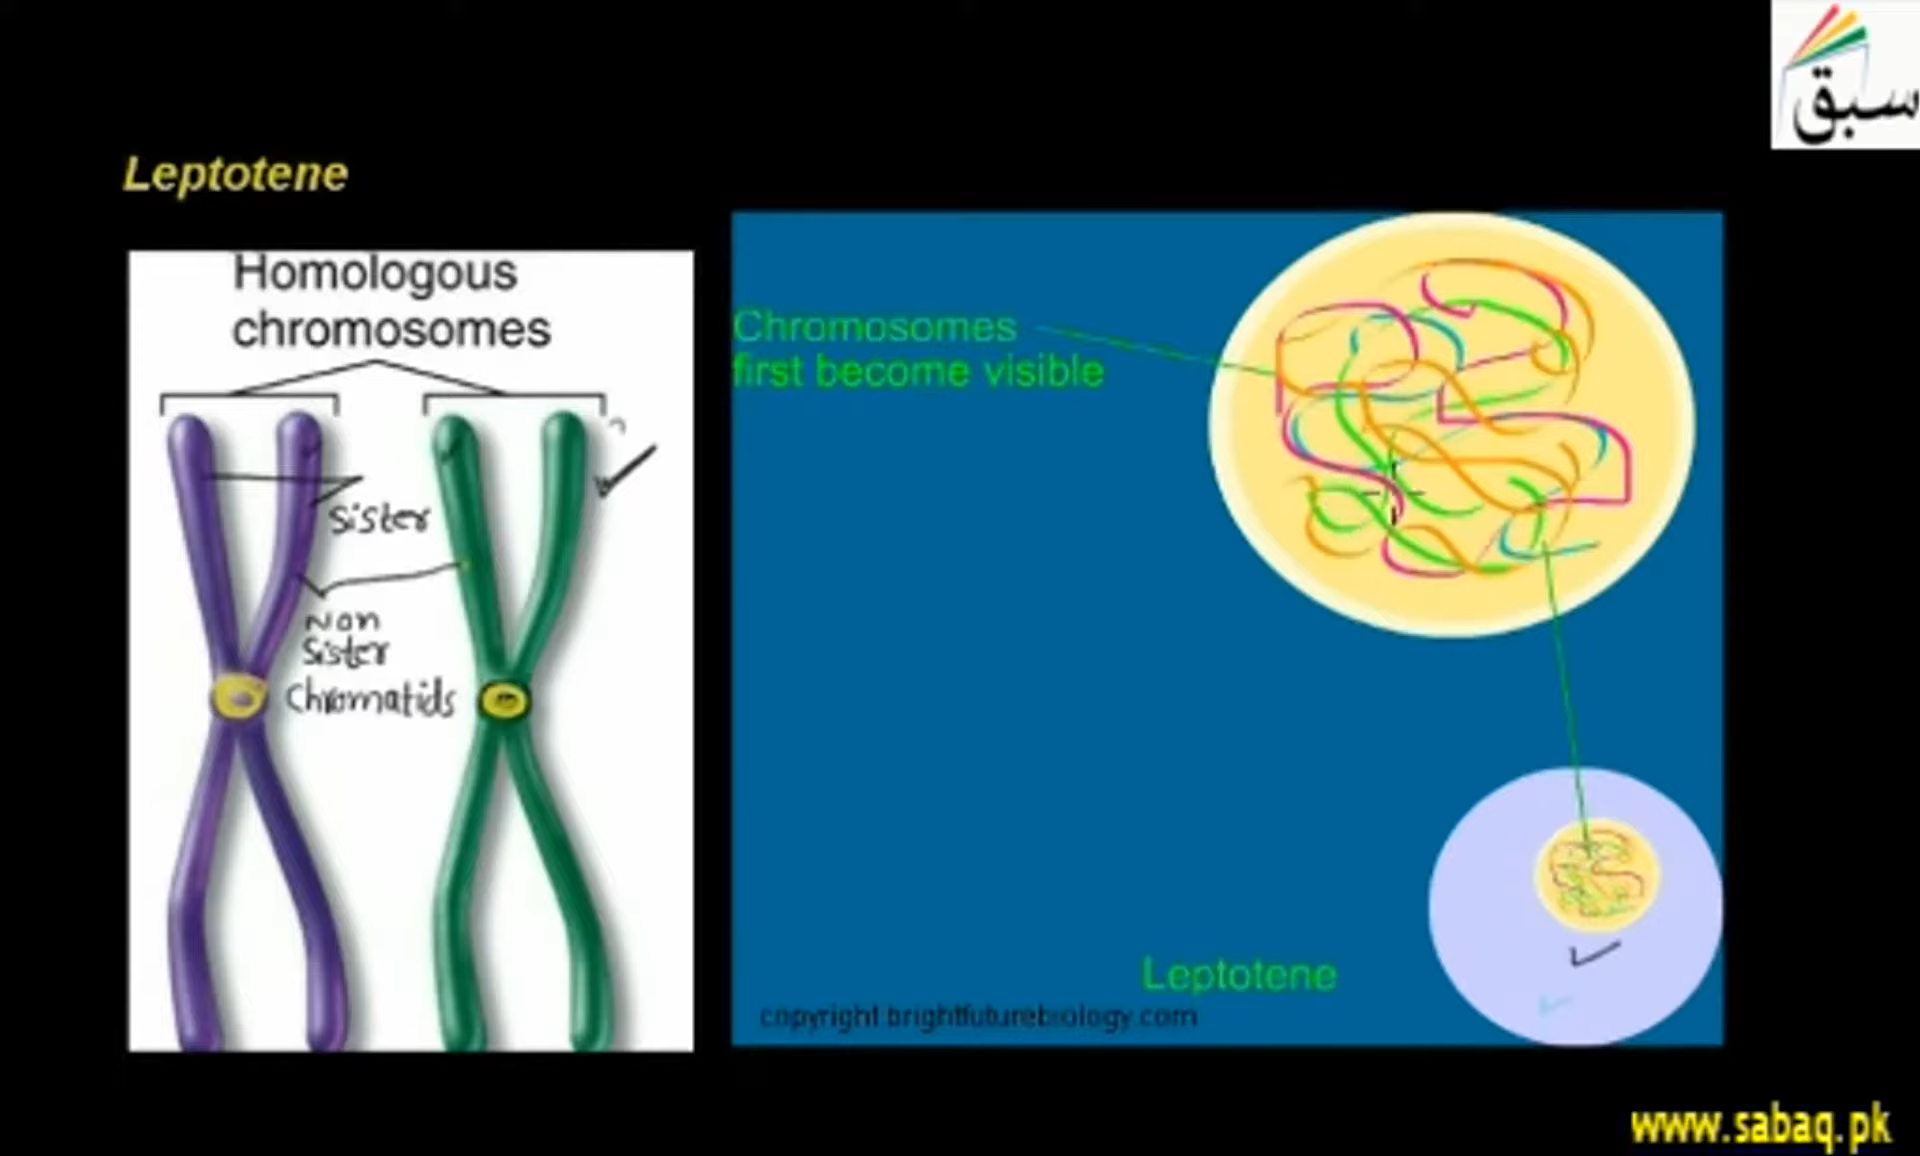 سبق
Leptotene
Homologous
chromosomes
Sister
Non
Sister
Chromatids
Chromosomes
first become visible
Leptotene
copyright brightfuturebiology.com
www.sabaq.pk